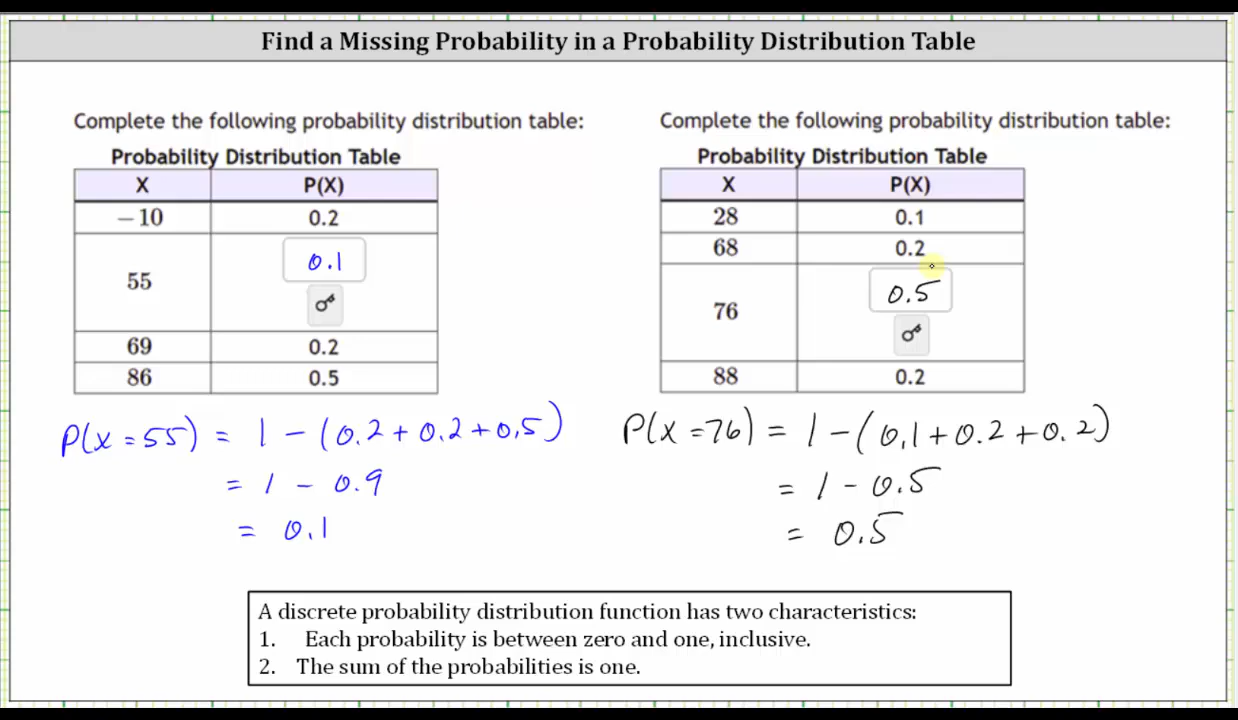 Find a Missing Probability in a Probability Distribution Table
Complete the following probability distribution table:
Probability Distribution Table
X P(X)
−10 0.2
55 0.1
69 0.2
86 0.5
P(X=55) = 1 − (0.2+0.2+0.5)
= 1 − 0.9
= 0.1
Complete the following probability distribution table:
Probability Distribution Table
X P(X)
28 0.1
68 0.2
76 0.5
88 0.2
P(X=76) = 1 − (0.1+0.2+0.2)
= 1 − 0.5
= 0.5
A discrete probability distribution function has two characteristics:
1. Each probability is between zero and one, inclusive.
2. The sum of the probabilities is one.